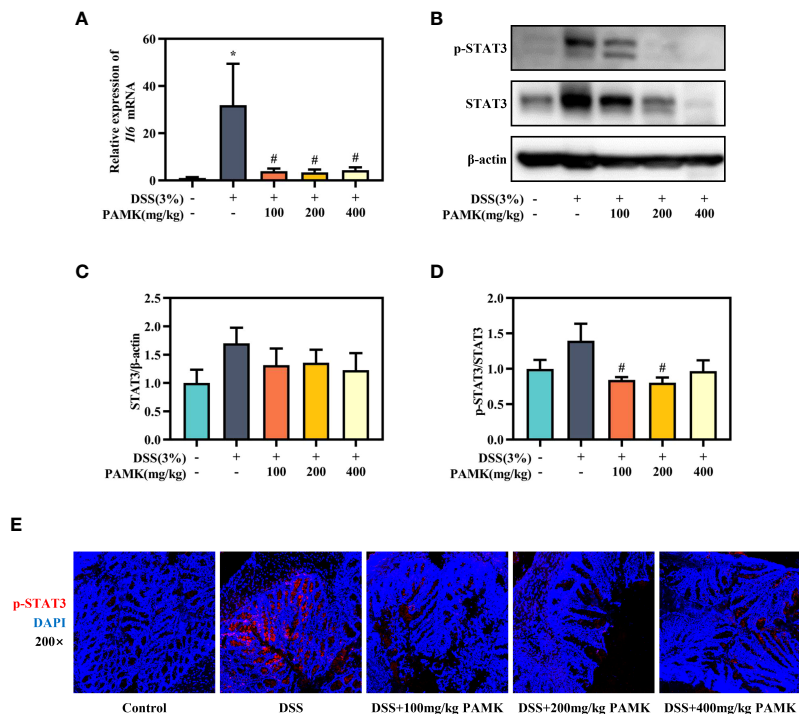 A
Relative expression of
Il6 mRNA
60
40
20
0
*
#
#
#
DSS(3%) - + + + +
PAMK(mg/kg) - - 100 200 400
B
p-STAT3
STAT3
β-actin
DSS(3%) - + + + +
PAMK(mg/kg) - - 100 200 400
C
STAT3/β-actin
2.5
2.0
1.5
1.0
0.5
0.0
DSS(3%) - + + + +
PAMK(mg/kg) - - 100 200 400
D
p-STAT3/STAT3
2.5
2.0
1.5
1.0
0.5
0.0
# #
DSS(3%) - + + + +
PAMK(mg/kg) - - 100 200 400
E
p-STAT3
DAPI
200×
Control DSS DSS+100mg/kg PAMK DSS+200mg/kg PAMK DSS+400mg/kg PAMK